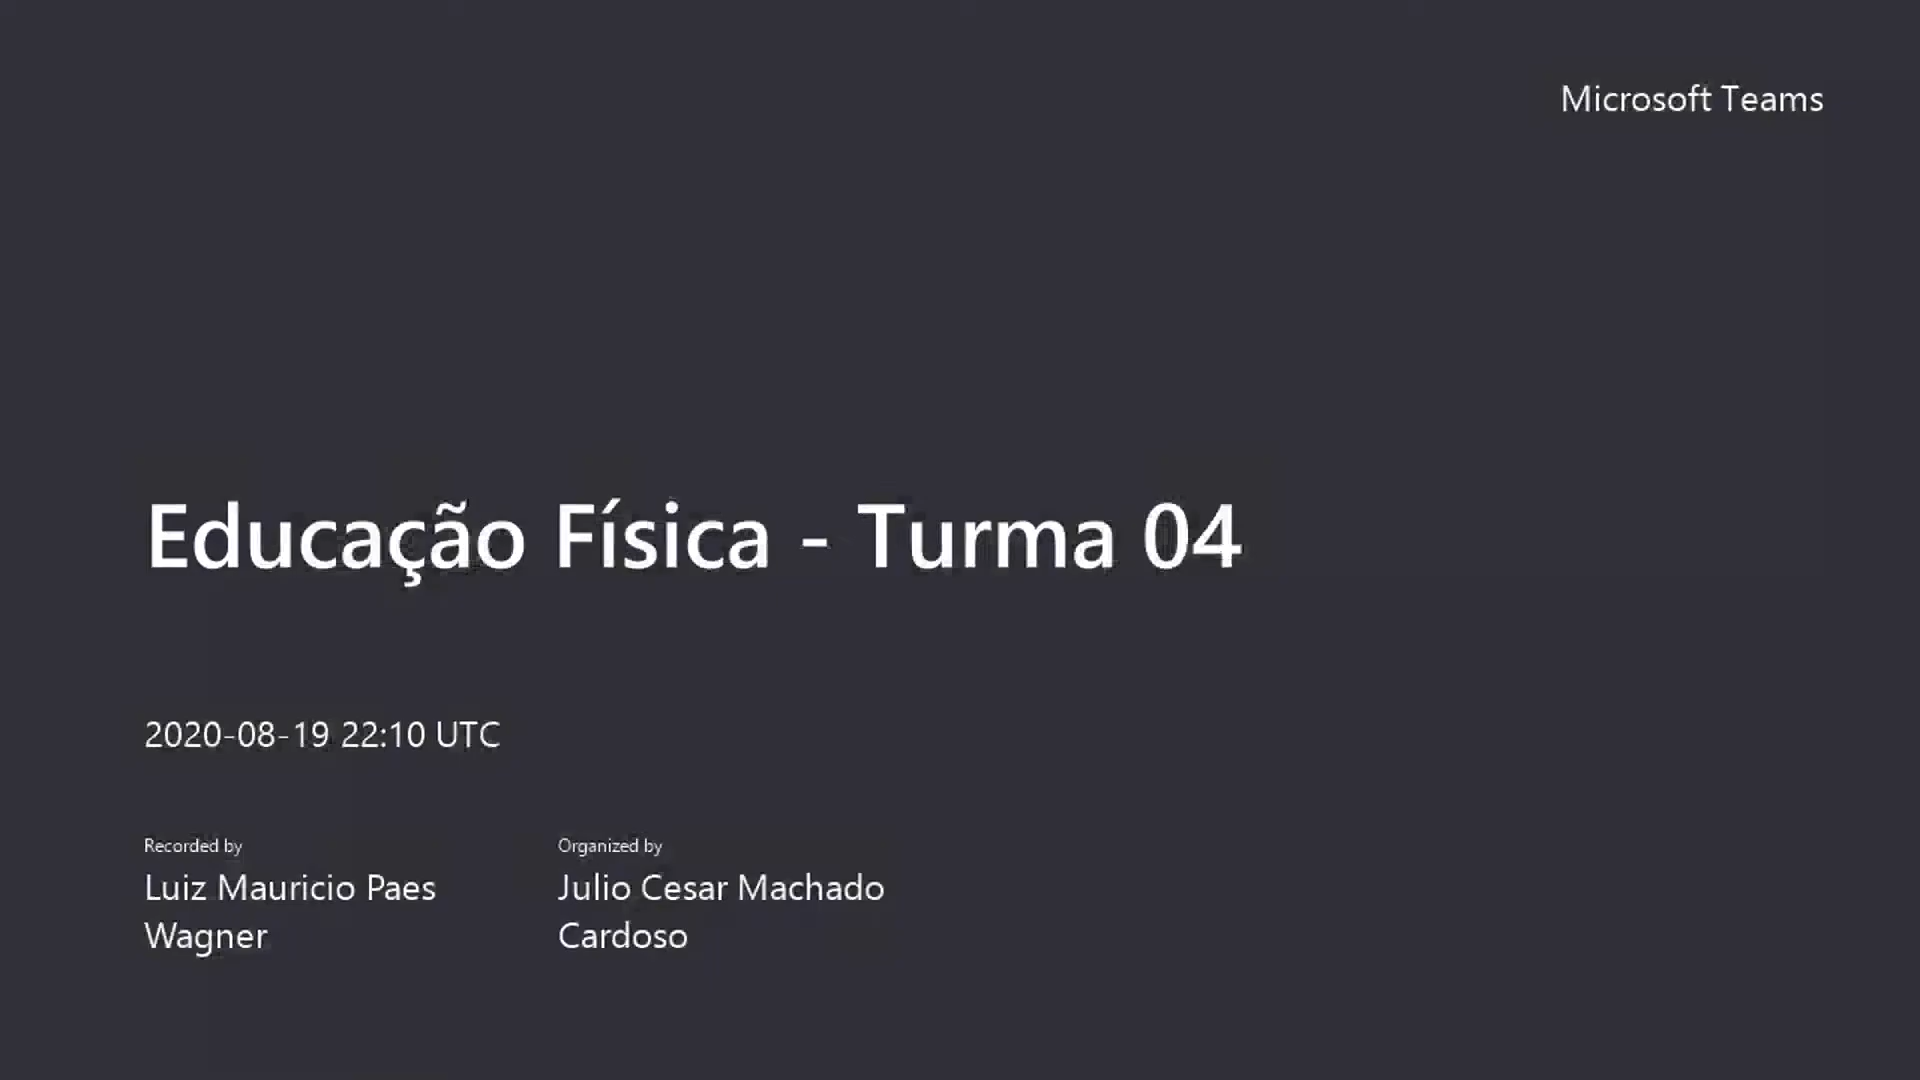 Microsoft Teams
Educação Física - Turma 04
2020-08-19 22:10 UTC
Recorded by
Luiz Mauricio Paes
Wagner
Organized by
Julio Cesar Machado
Cardoso